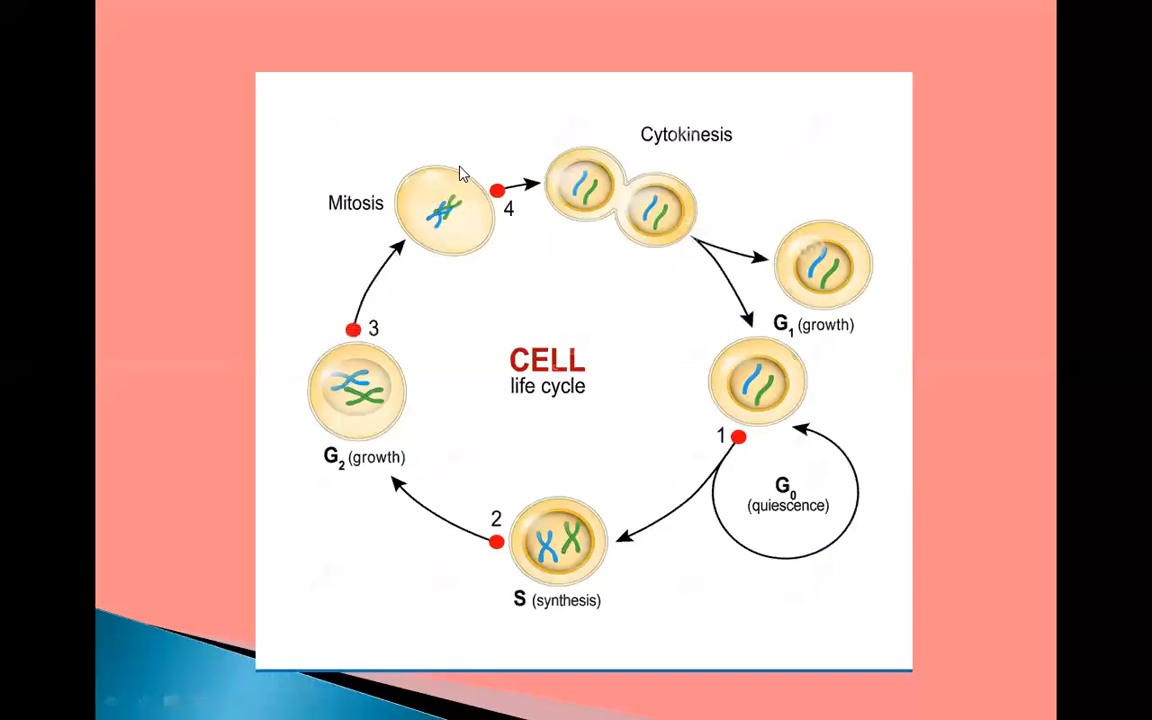 Cytokinesis
Mitosis
4
G₁ (growth)
3
CELL
life cycle
1
G₂ (growth)
G₀
(quiescence)
2
S (synthesis)